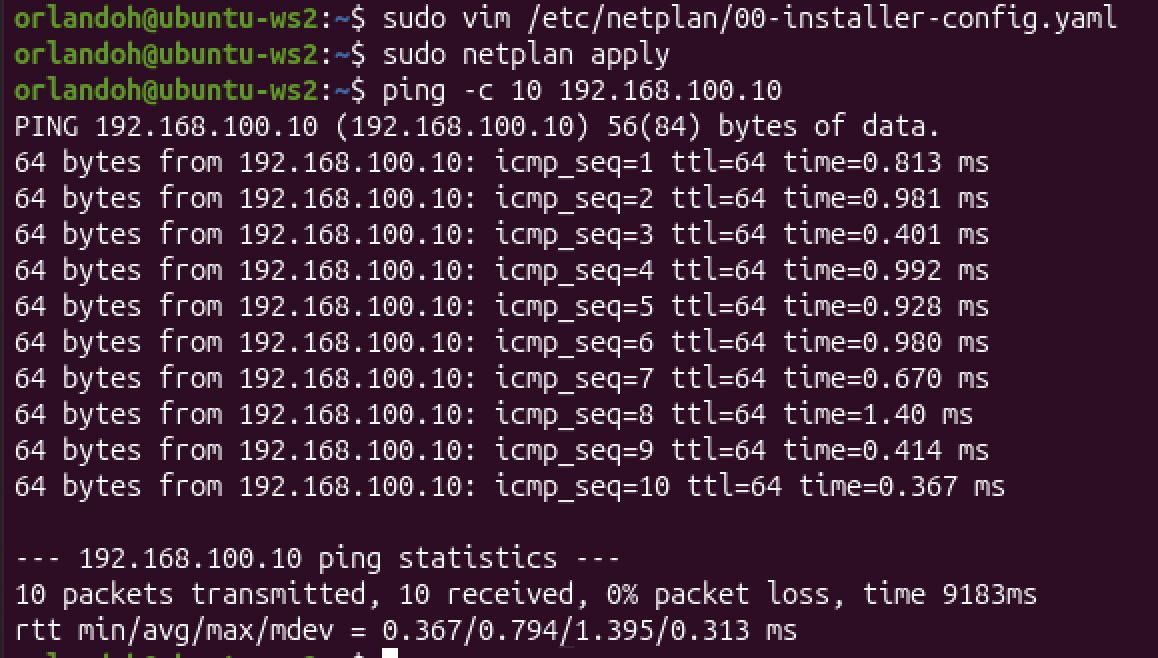 orlandoh@ubuntu-ws2:~$ sudo vim /etc/netplan/00-installer-config.yaml
orlandoh@ubuntu-ws2:~$ sudo netplan apply
orlandoh@ubuntu-ws2:~$ ping -c 10 192.168.100.10
PING 192.168.100.10 (192.168.100.10) 56(84) bytes of data.
64 bytes from 192.168.100.10: icmp_seq=1 ttl=64 time=0.813 ms
64 bytes from 192.168.100.10: icmp_seq=2 ttl=64 time=0.981 ms
64 bytes from 192.168.100.10: icmp_seq=3 ttl=64 time=0.401 ms
64 bytes from 192.168.100.10: icmp_seq=4 ttl=64 time=0.992 ms
64 bytes from 192.168.100.10: icmp_seq=5 ttl=64 time=0.928 ms
64 bytes from 192.168.100.10: icmp_seq=6 ttl=64 time=0.980 ms
64 bytes from 192.168.100.10: icmp_seq=7 ttl=64 time=0.670 ms
64 bytes from 192.168.100.10: icmp_seq=8 ttl=64 time=1.40 ms
64 bytes from 192.168.100.10: icmp_seq=9 ttl=64 time=0.414 ms
64 bytes from 192.168.100.10: icmp_seq=10 ttl=64 time=0.367 ms
--- 192.168.100.10 ping statistics ---
10 packets transmitted, 10 received, 0% packet loss, time 9183ms
rtt min/avg/max/mdev = 0.367/0.794/1.395/0.313 ms